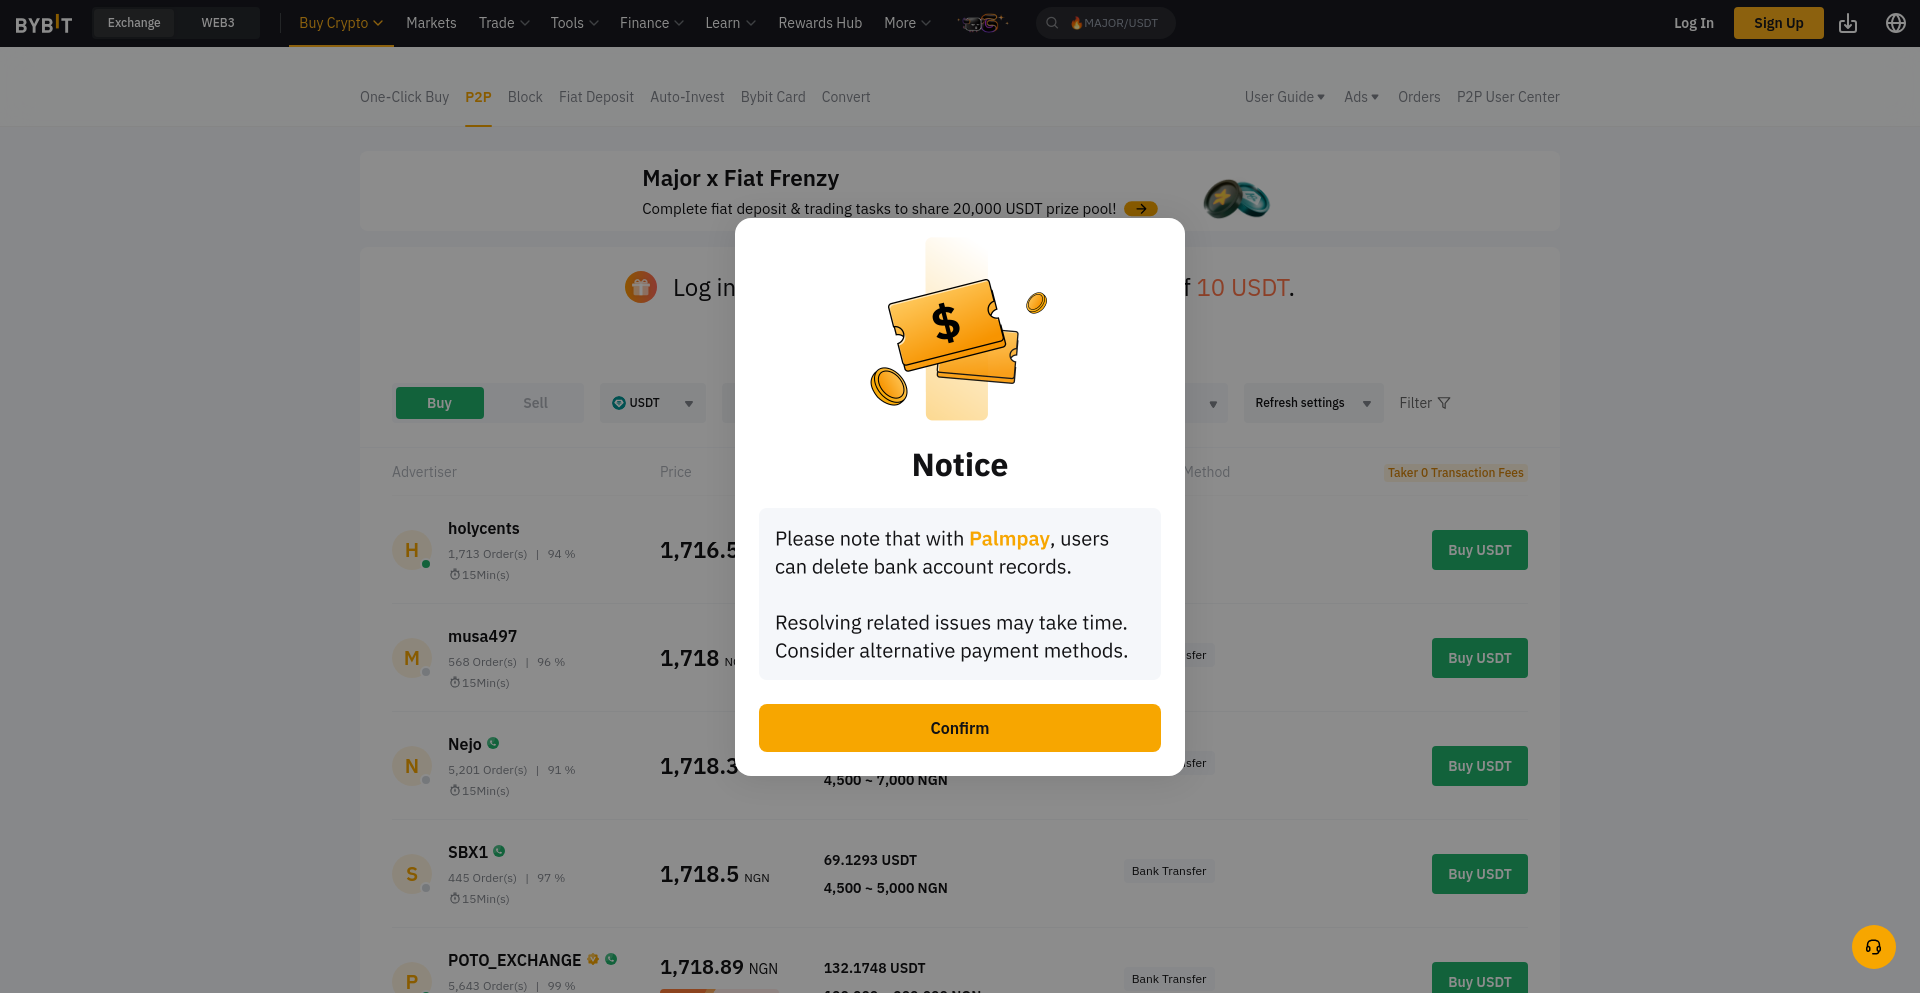 BYBIT Exchange WEB3 Buy Crypto Markets Trade Tools Finance Learn Rewards Hub More MAJOR/USDT Log In Sign Up
One-Click Buy P2P Block Fiat Deposit Auto-Invest Bybit Card Convert User Guide Ads Orders P2P User Center
Major x Fiat Frenzy
Complete fiat deposit & trading tasks to share 20,000 USDT prize pool!
Log in 10 USDT.
$
Buy Sell USDT Refresh settings Filter
Notice
Advertiser Price Method Taker 0 Transaction Fees
Please note that with Palmpay, users
can delete bank account records.
Resolving related issues may take time.
Consider alternative payment methods.
Confirm
H holycents
1,713 Order(s) | 94 %
15Min(s)
1,716.5 Buy USDT
M musa497
568 Order(s) | 96 %
15Min(s)
1,718 Buy USDT
N Nejo
5,201 Order(s) | 91 %
15Min(s)
1,718.3
4,500 ~ 7,000 NGN
Buy USDT
S SBX1
445 Order(s) | 97 %
15Min(s)
1,718.5 NGN
69.1293 USDT
4,500 ~ 5,000 NGN
Bank Transfer
Buy USDT
P POTO_EXCHANGE
5,643 Order(s) | 99 %
1,718.89 NGN
132.1748 USDT
Bank Transfer
Buy USDT